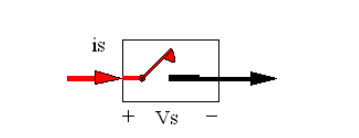 is
+ Vs −